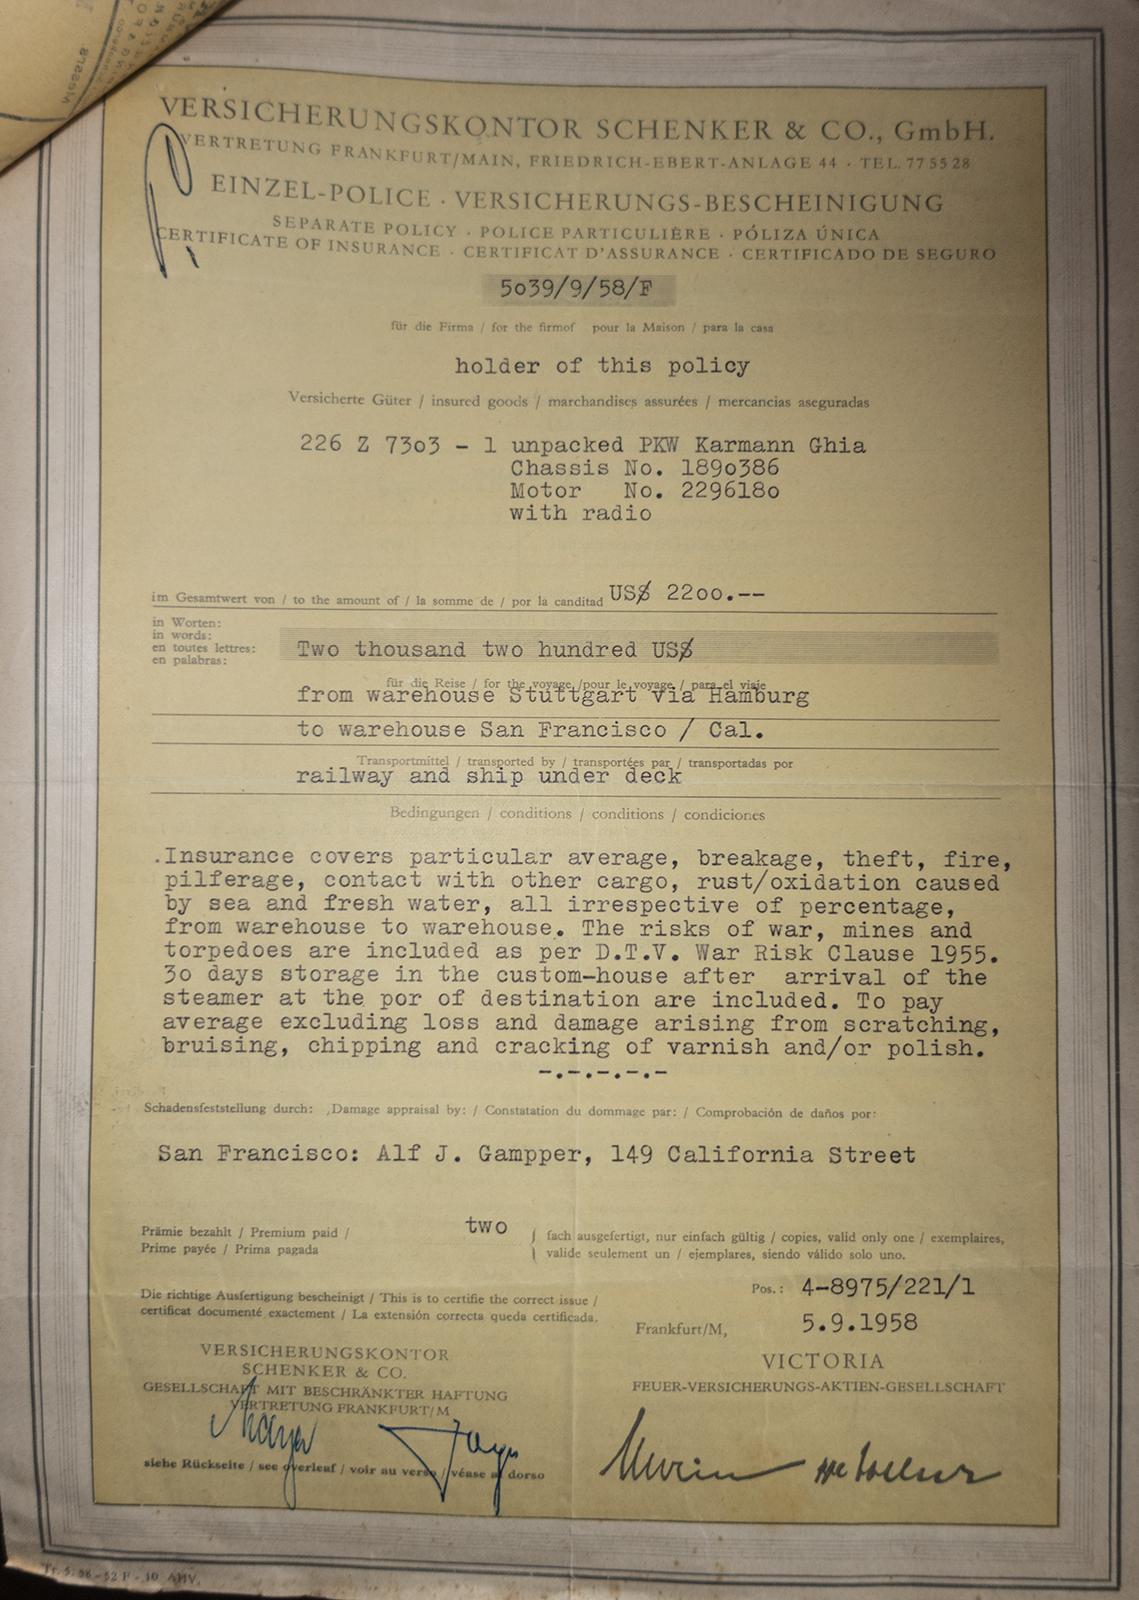 VERSICHERUNGSKONTOR SCHENKER & CO., GmbH.
VERTRETUNG FRANKFURT/MAIN, FRIEDRICH-EBERT-ANLAGE 44 · TEL. 77 55 28
EINZEL-POLICE · VERSICHERUNGS-BESCHEINIGUNG
SEPARATE POLICY · POLICE PARTICULIÈRE · PÓLIZA ÚNICA
CERTIFICATE OF INSURANCE · CERTIFICAT D'ASSURANCE · CERTIFICADO DE SEGURO
5o39/9/58/F
für die Firma / for the firmof pour la Maison / para la casa
holder of this policy
Versicherte Güter / insured goods / marchandises assurées / mercancias aseguradas
226 Z 73o3 - 1 unpacked PKW Karmann Ghia
Chassis No. 189o386
Motor No. 229618o
with radio
im Gesamtwert von / to the amount of / la somme de / por la canditad US$ 22oo.--
in Worten:
in words:
en toutes lettres:
en palabras:
Two thousand two hundred US$
für die Reise / for the voyage /pour le voyage / para el viaje
from warehouse Stuttgart via Hamburg
to warehouse San Francisco / Cal.
Transportmittel / transported by / transportées par / transportadas por
railway and ship under deck
Bedingungen / conditions / conditions / condiciones
.Insurance covers particular average, breakage, theft, fire,
pilferage, contact with other cargo, rust/oxidation caused
by sea and fresh water, all irrespective of percentage,
from warehouse to warehouse. The risks of war, mines and
torpedoes are included as per D.T.V. War Risk Clause 1955.
3o days storage in the custom-house after arrival of the
steamer at the por of destination are included. To pay
average excluding loss and damage arising from scratching,
bruising, chipping and cracking of varnish and/or polish.
-.-.-.-.-
Schadensfeststellung durch: ,Damage appraisal by: / Constatation du dommage par: / Comprobación de daños por:
San Francisco: Alf J. Gampper, 149 California Street
Prämie bezahlt / Premium paid /
Prime payée / Prima pagada
two
fach ausgefertigt, nur einfach gültig / copies, valid only one / exemplaires,
valide seulement un / ejemplares, siendo válido solo uno.
Die richtige Ausfertigung bescheinigt / This is to certify the correct issue /
certificat documenté exactement / La extensión correcta queda certificada.
Pos.: 4-8975/221/1
Frankfurt/M, 5.9.1958
VERSICHERUNGSKONTOR
SCHENKER & CO.
GESELLSCHAFT MIT BESCHRÄNKTER HAFTUNG
VERTRETUNG FRANKFURT/M
VICTORIA
FEUER-VERSICHERUNGS-AKTIEN-GESELLSCHAFT
siehe Rückseite / see overleaf / voir au verso / véase al dorso
Tr. 5. 58 - 52 F - 10 AHV.